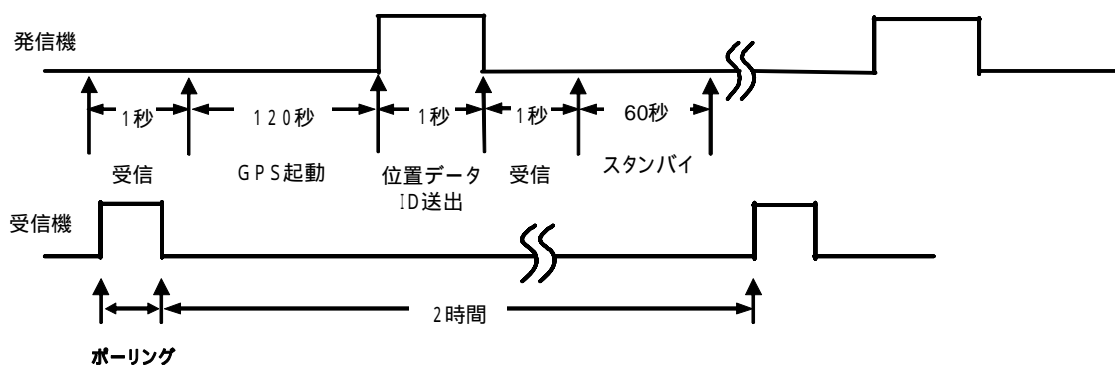 発信機
1秒
120秒
1秒
1秒
60秒
受信
GPS起動
位置データ
ID送出
受信
スタンバイ
受信機
2時間
ポーリング